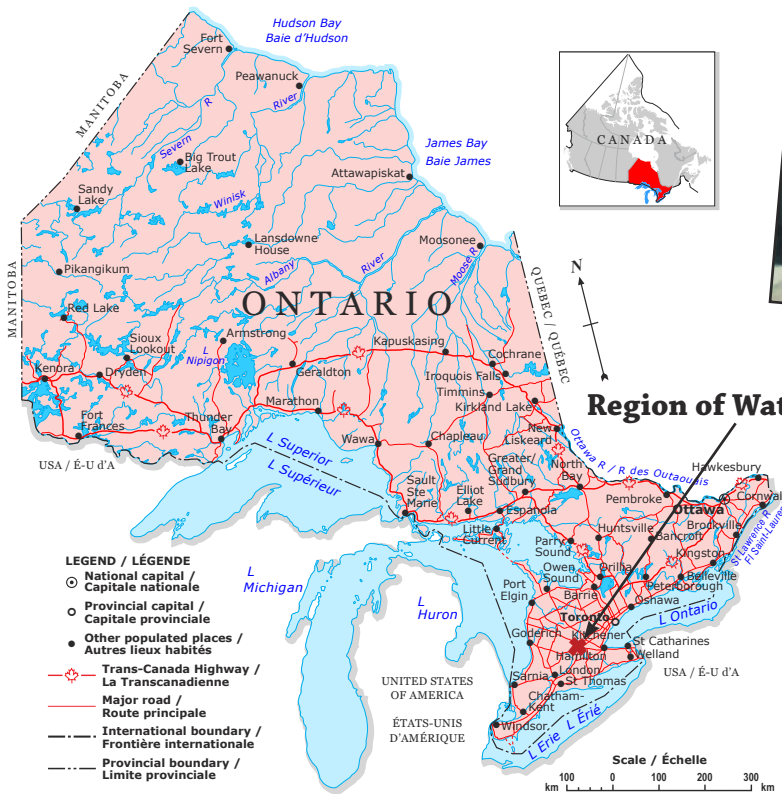 Hudson Bay
Baie d'Hudson
Fort
Severn
Peawanuck
River
MANITOBA
Severn R
Big Trout
Lake
James Bay
Baie James
CANADA
Attawapiskat
Sandy
Lake
Winisk
Lansdowne
House
Moosonee
Albany River
Moose R
Pikangikum
N
ONTARIO
QUEBEC / QUÉBEC
MANITOBA
Red Lake
Sioux
Lookout
Armstrong
L
Nipigon
Kapuskasing
Cochrane
Kenora
Dryden
Geraldton
Iroquois Falls
Timmins
Kirkland Lake
Marathon
Region of Wat
Fort
Frances
Thunder
Bay
Wawa
Chapleau
New
Liskeard
Ottawa R / R des Outaouais
USA / É-U d'A
L Superior
L Supérieur
Greater/
Grand
Sudbury
North
Bay
Hawkesbury
Sault
Ste
Marie
Elliot
Lake
Espanola
Pembroke
Ottawa
Cornwal
Little
Current
Huntsville
Brockville
Bancroft
St Lawrence R
Fl Saint-Lauren
Parry
Sound
Kingston
LEGEND / LÉGENDE
National capital /
Capitale nationale
Provincial capital /
Capitale provinciale
Other populated places /
Autres lieux habités
Trans-Canada Highway /
La Transcanadienne
Major road /
Route principale
International boundary /
Frontière internationale
Provincial boundary /
Limite provinciale
L
Michigan
L
Huron
Owen
Sound
Orillia
Belleville
Peterborough
Port
Elgin
Barrie
Oshawa
Toronto
L Ontario
Goderich
Kitchener
St Catharines
Hamilton
Welland
USA / É-U d'A
London
Sarnia
St Thomas
UNITED STATES
OF AMERICA
Chatham-
Kent
ÉTATS-UNIS
D'AMÉRIQUE
Windsor
L Erie L Érié
Scale / Échelle
km 100 0 100 200 300 km